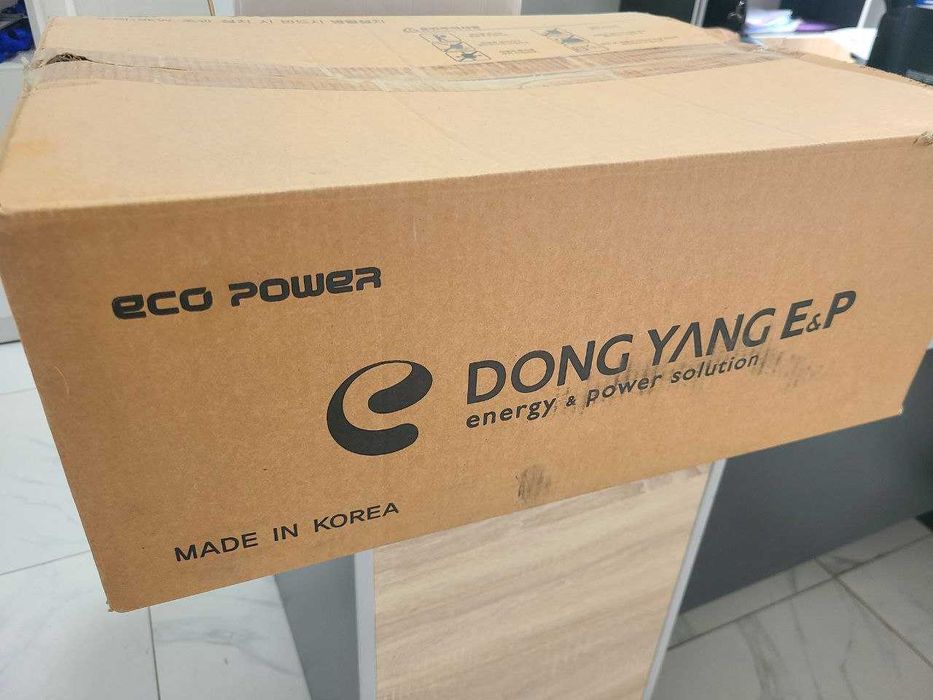 eco POWER
DONG YANG E&P
energy & power solution
MADE IN KOREA